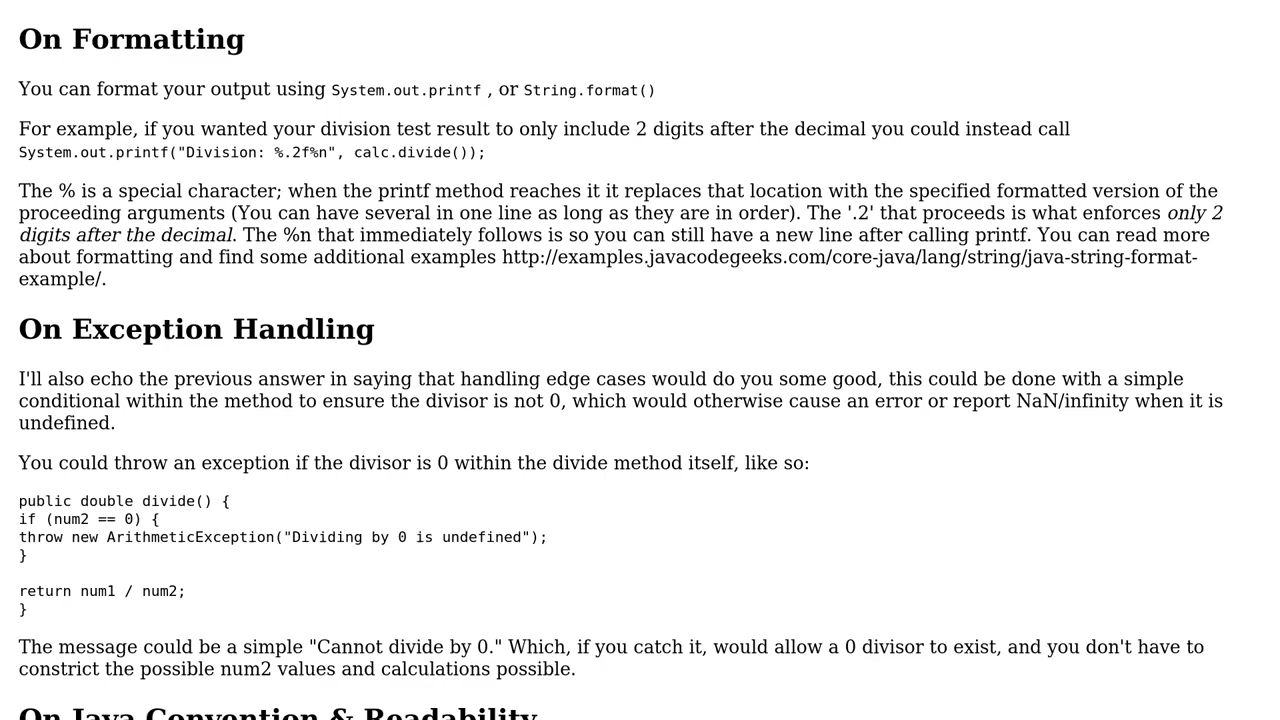 On Formatting
You can format your output using System.out.printf , or String.format()
For example, if you wanted your division test result to only include 2 digits after the decimal you could instead call
System.out.printf("Division: %.2f%n", calc.divide());
The % is a special character; when the printf method reaches it it replaces that location with the specified formatted version of the
proceeding arguments (You can have several in one line as long as they are in order). The '.2' that proceeds is what enforces only 2
digits after the decimal. The %n that immediately follows is so you can still have a new line after calling printf. You can read more
about formatting and find some additional examples http://examples.javacodegeeks.com/core-java/lang/string/java-string-format-
example/.
On Exception Handling
I'll also echo the previous answer in saying that handling edge cases would do you some good, this could be done with a simple
conditional within the method to ensure the divisor is not 0, which would otherwise cause an error or report NaN/infinity when it is
undefined.
You could throw an exception if the divisor is 0 within the divide method itself, like so:
public double divide() {
if (num2 == 0) {
throw new ArithmeticException("Dividing by 0 is undefined");
}
return num1 / num2;
}
The message could be a simple "Cannot divide by 0." Which, if you catch it, would allow a 0 divisor to exist, and you don't have to
constrict the possible num2 values and calculations possible.
On Java Convention & Readability